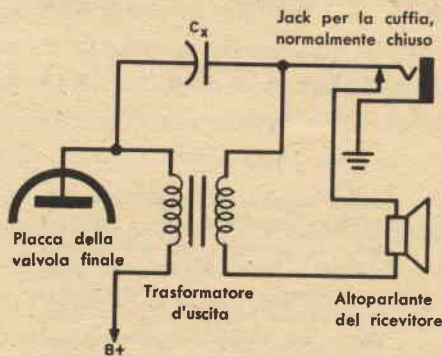 Jack per la cuffia,
normalmente chiuso
Cx
Placca della
valvola finale
Trasformatore
d'uscita
Altoparlante
del ricevitore
B+